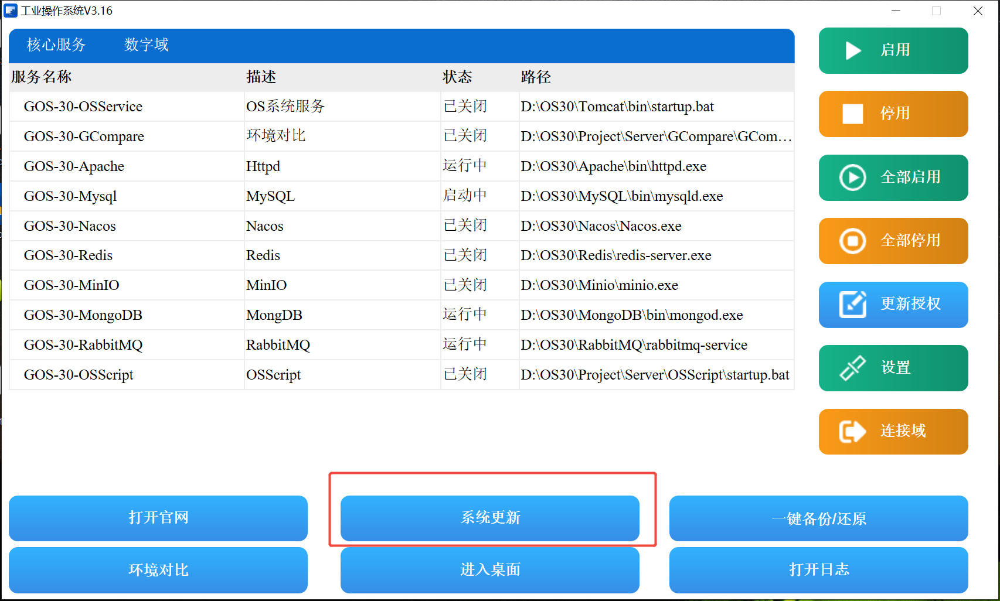 工业操作系统V3.16
核心服务 数字域
服务名称 描述 状态 路径
GOS-30-OSService OS系统服务 已关闭 D:\OS30\Tomcat\bin\startup.bat
GOS-30-GCompare 环境对比 已关闭 D:\OS30\Project\Server\GCompare\GCom...
GOS-30-Apache Httpd 运行中 D:\OS30\Apache\bin\httpd.exe
GOS-30-Mysql MySQL 启动中 D:\OS30\MySQL\bin\mysqld.exe
GOS-30-Nacos Nacos 已关闭 D:\OS30\Nacos\Nacos.exe
GOS-30-Redis Redis 已关闭 D:\OS30\Redis\redis-server.exe
GOS-30-MinIO MinIO 已关闭 D:\OS30\Minio\minio.exe
GOS-30-MongoDB MongDB 运行中 D:\OS30\MongoDB\bin\mongod.exe
GOS-30-RabbitMQ RabbitMQ 运行中 D:\OS30\RabbitMQ\rabbitmq-service
GOS-30-OSScript OSScript 已关闭 D:\OS30\Project\Server\OSScript\startup.bat
启用
停用
全部启用
全部停用
更新授权
设置
连接域
打开官网 系统更新 一键备份/还原
环境对比 进入桌面 打开日志